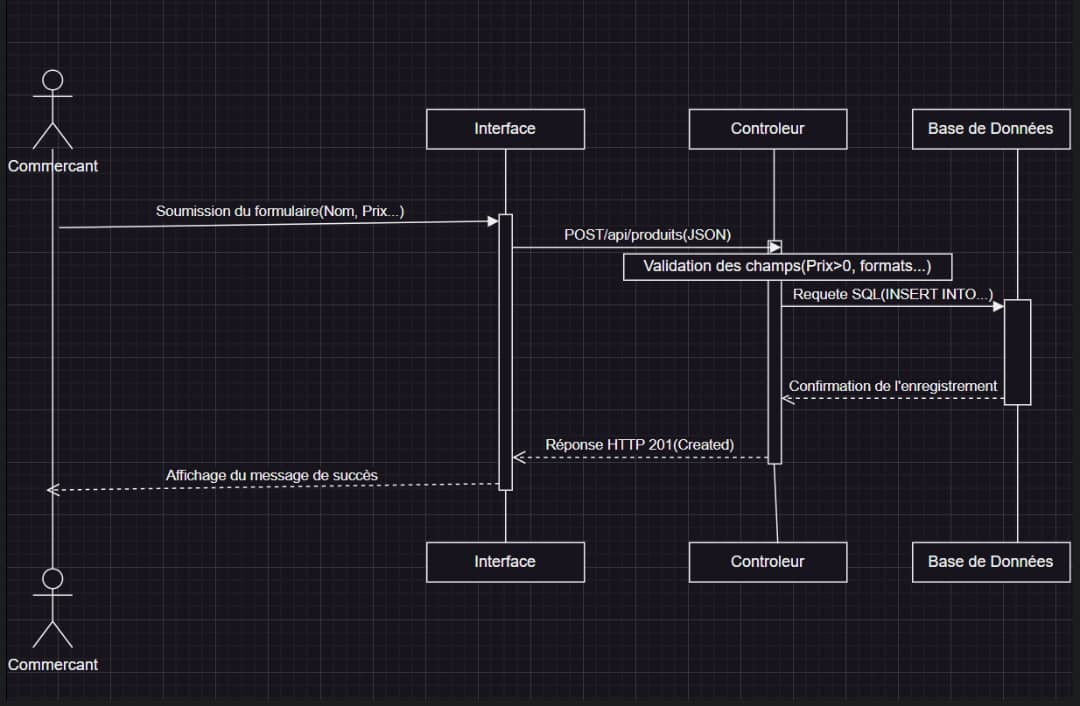 Commercant
Interface
Controleur
Base de Données
Soumission du formulaire(Nom, Prix...)
POST/api/produits(JSON)
Validation des champs(Prix>0, formats...)
Requete SQL(INSERT INTO...)
Confirmation de l'enregistrement
Réponse HTTP 201(Created)
Affichage du message de succès
Interface
Controleur
Base de Données
Commercant